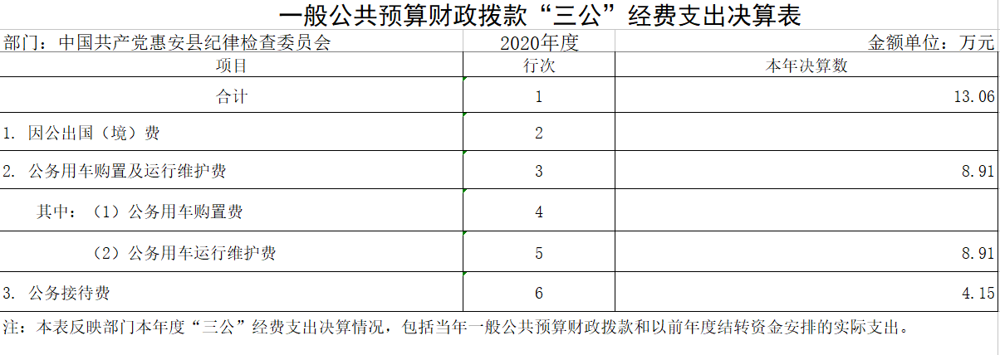 一般公共预算财政拨款“三公”经费支出决算表
部门：中国共产党惠安县纪律检查委员会 2020年度 金额单位：万元
项目 行次 本年决算数
合计 1 13.06
1. 因公出国（境）费 2
2. 公务用车购置及运行维护费 3 8.91
其中：（1）公务用车购置费 4
（2）公务用车运行维护费 5 8.91
3. 公务接待费 6 4.15
注：本表反映部门本年度“三公”经费支出决算情况，包括当年一般公共预算财政拨款和以前年度结转资金安排的实际支出。